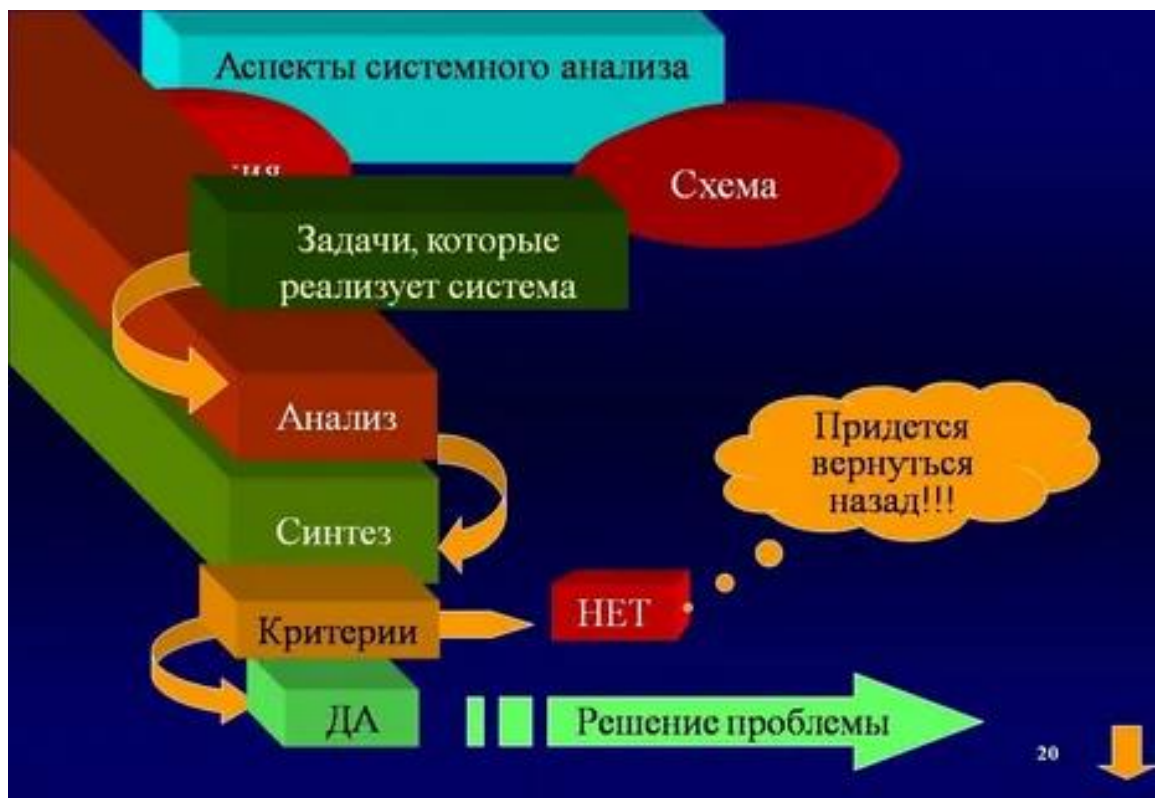 Аспекты системного анализа
Схема
Задачи, которые
реализует система
Анализ
Синтез
Критерии
НЕТ
Придется
вернуться
назад!!!
ДА
Решение проблемы
20